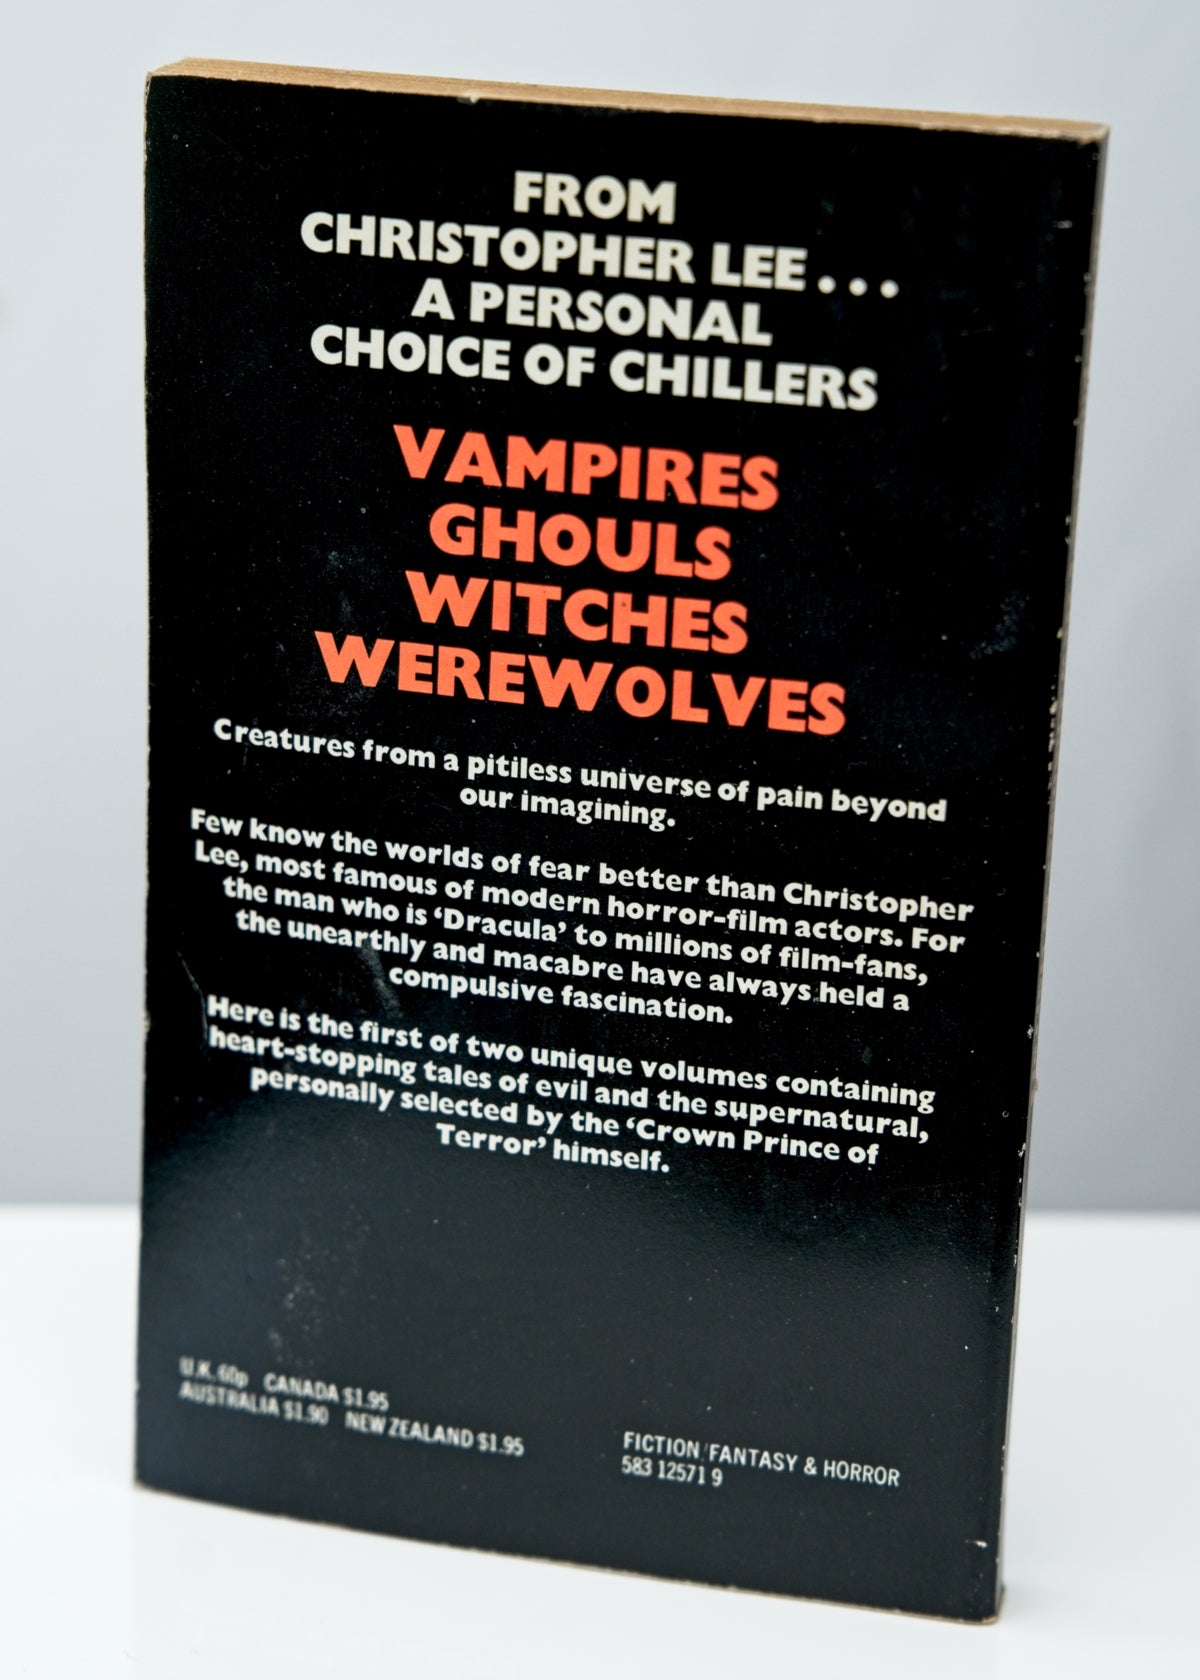 FROM
CHRISTOPHER LEE...
A PERSONAL
CHOICE OF CHILLERS
VAMPIRES
GHOULS
WITCHES
WEREWOLVES
Creatures from a pitiless universe of pain beyond
our imagining.
Few know the worlds of fear better than Christopher
Lee, most famous of modern horror-film actors. For
the man who is ‘Dracula’ to millions of film-fans,
the unearthly and macabre have always held a
compulsive fascination.
Here is the first of two unique volumes containing
heart-stopping tales of evil and the supernatural,
personally selected by the ‘Crown Prince of
Terror’ himself.
U.K. 60p CANADA $1.95
AUSTRALIA $1.90 NEW ZEALAND $1.95
FICTION/FANTASY & HORROR
583 12571 9